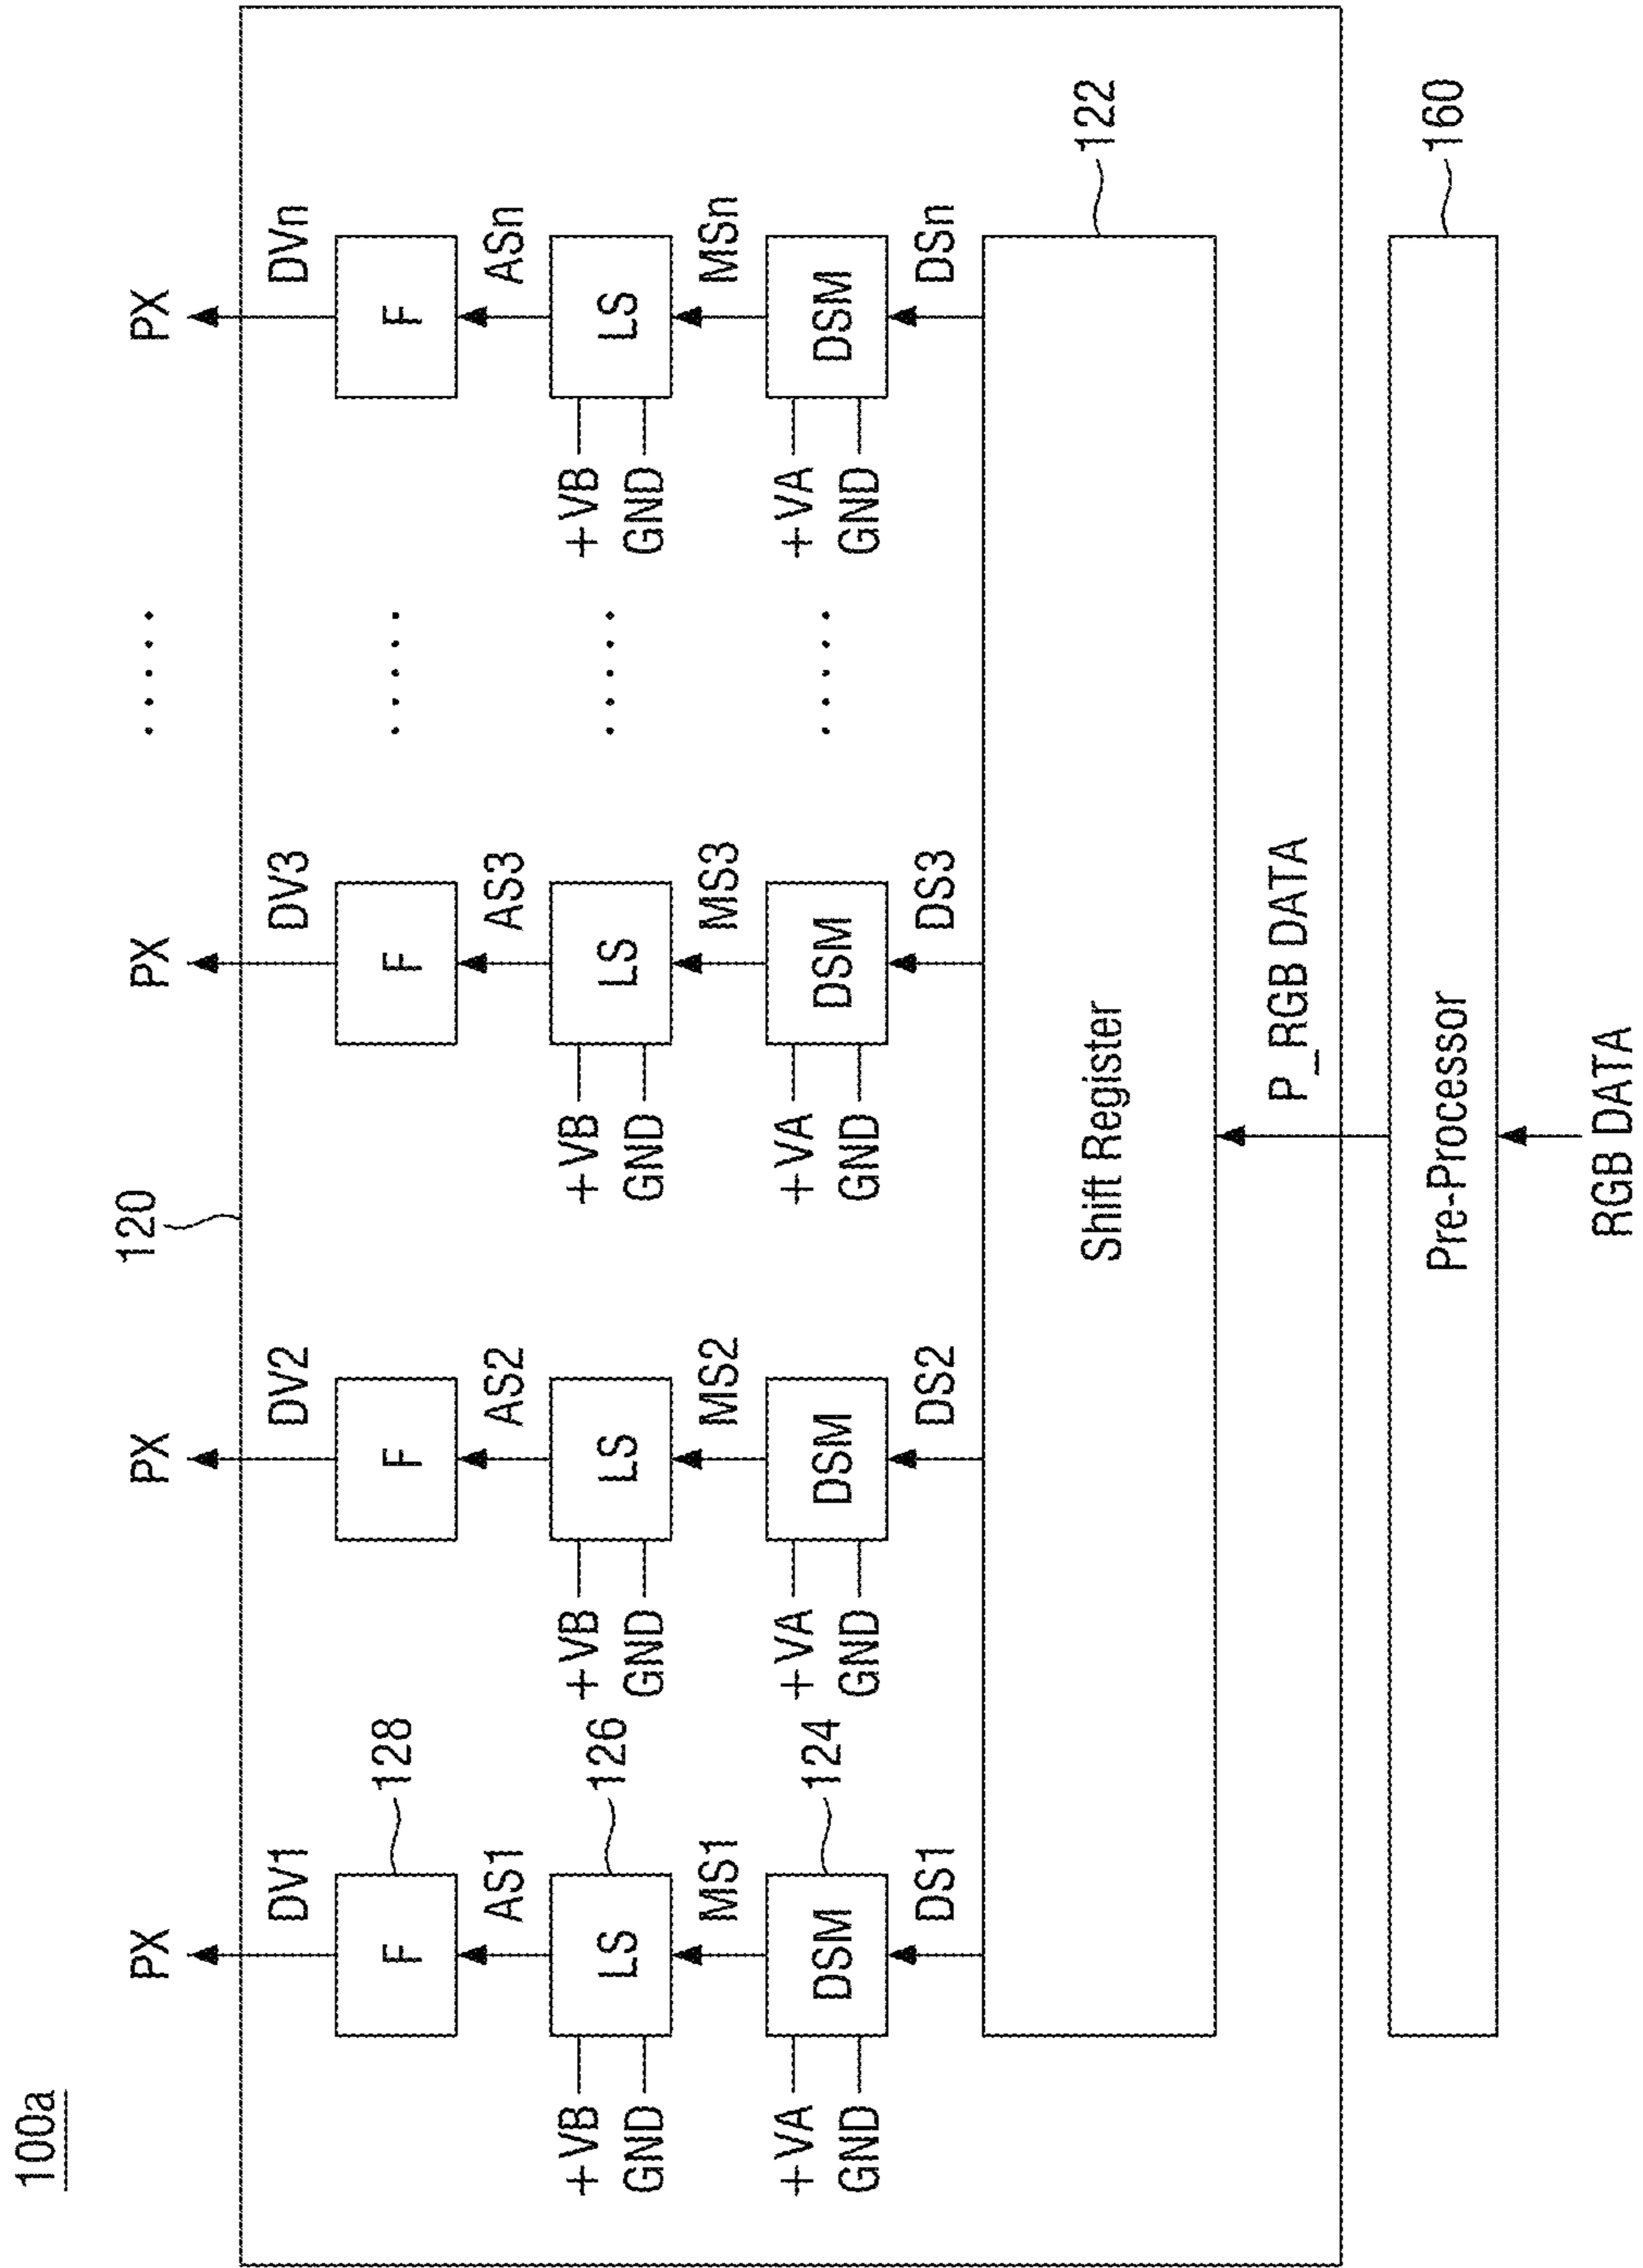 100a
120
PX PX PX ..... PX
DV1 DV2 DV3 DVn
F F F ..... F
128
AS1 AS2 AS3 ASn
+VB LS +VB LS +VB LS ..... +VB LS
GND GND GND GND
126
MS1 MS2 MS3 MSn
+VA DSM +VA DSM +VA DSM ..... +VA DSM
GND GND GND GND
124
DS1 DS2 DS3 DSn
Shift Register
122
P_RGB DATA
Pre-Processor
160
RGB DATA